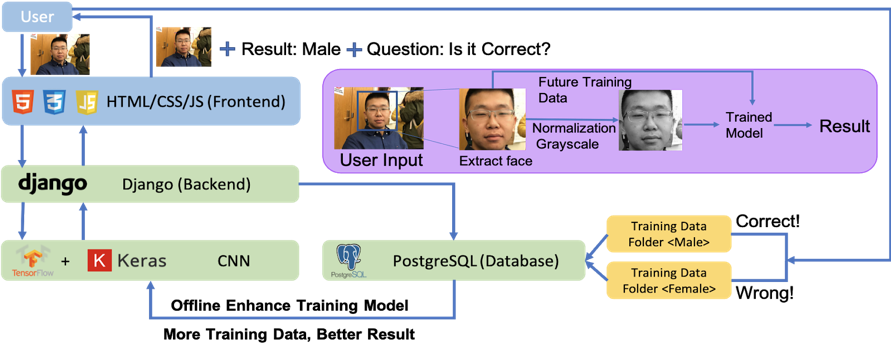 User
Result: Male + Question: Is it Correct?
5 3 JS HTML/CSS/JS (Frontend)
Future Training
Data
Trained
Model
Result
Normalization
Grayscale
User Input
Extract face
django Django (Backend)
TensorFlow + K Keras CNN
PostgreSQL PostgreSQL (Database)
Training Data
Folder <Male>
Correct!
Training Data
Folder <Female>
Wrong!
Offline Enhance Training Model
More Training Data, Better Result